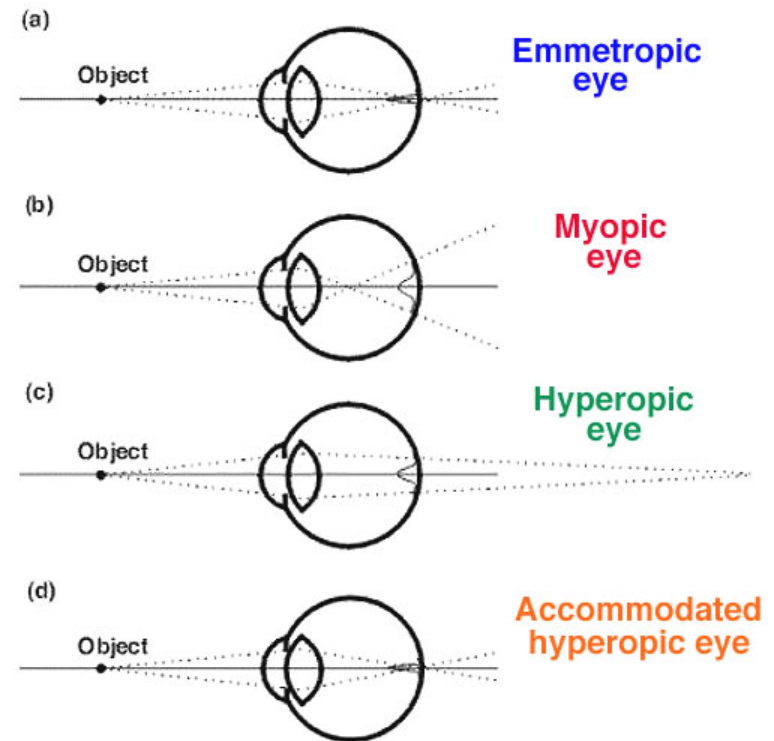 (a)
Object
Emmetropic
eye
(b)
Object
Myopic
eye
(c)
Object
Hyperopic
eye
(d)
Object
Accommodated
hyperopic eye